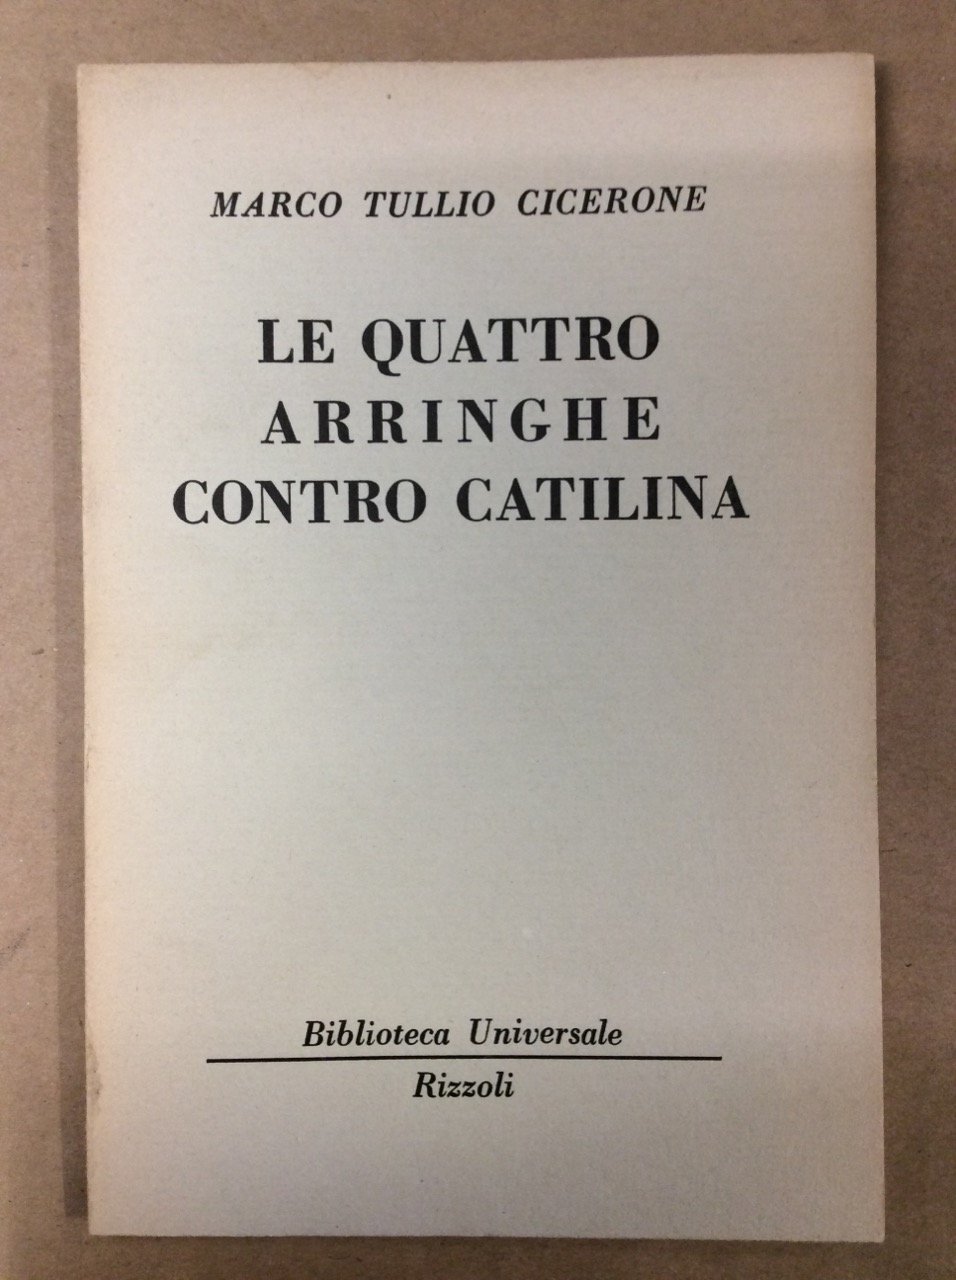 MARCO TULLIO CICERONE
LE QUATTRO
ARRINGHE
CONTRO CATILINA
Biblioteca Universale
Rizzoli